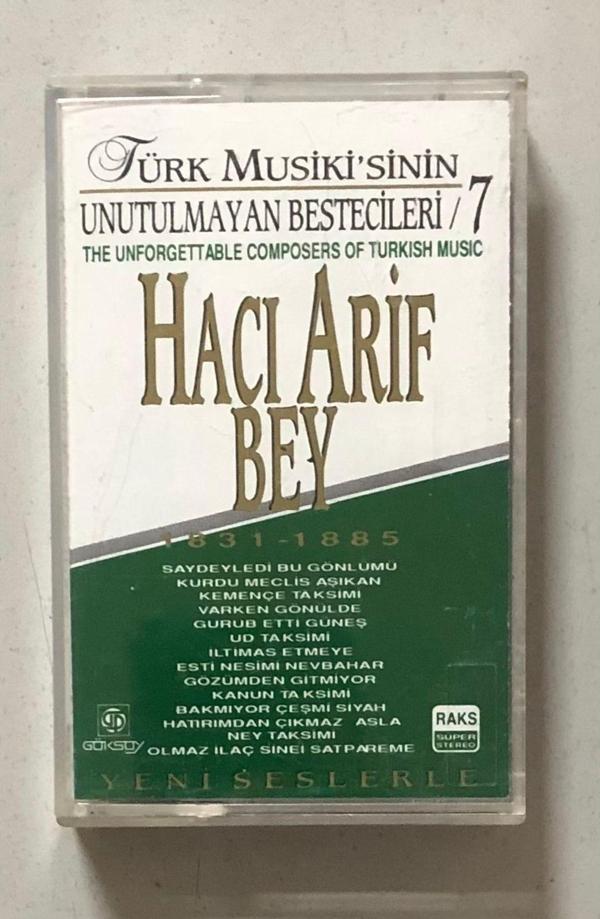 TÜRK MUSİKİ'SİNİN
UNUTULMAYAN BESTECİLERİ / 7
THE UNFORGETTABLE COMPOSERS OF TURKISH MUSIC
HACI ARİF
BEY
1831-1885
SAYDEYLEDİ BU GÖNLÜMÜ
KURDU MECLİS AŞIKAN
KEMENÇE TAKSİMİ
VARKEN GÖNÜLDE
GURUB ETTİ GÜNEŞ
UD TAKSİMİ
İLTİMAS ETMEYE
ESTİ NESİMİ NEVBAHAR
GÖZÜMDEN GİTMİYOR
KANUN TAKSİMİ
BAKMIYOR ÇEŞMİ SİYAH
HATIRIMDAN ÇIKMAZ ASLA
NEY TAKSİMİ
OLMAZ İLAÇ SİNEİ SATPAREME
GÖKSOY
RAKS
SUPER
STEREO
YENİ SESLERLE